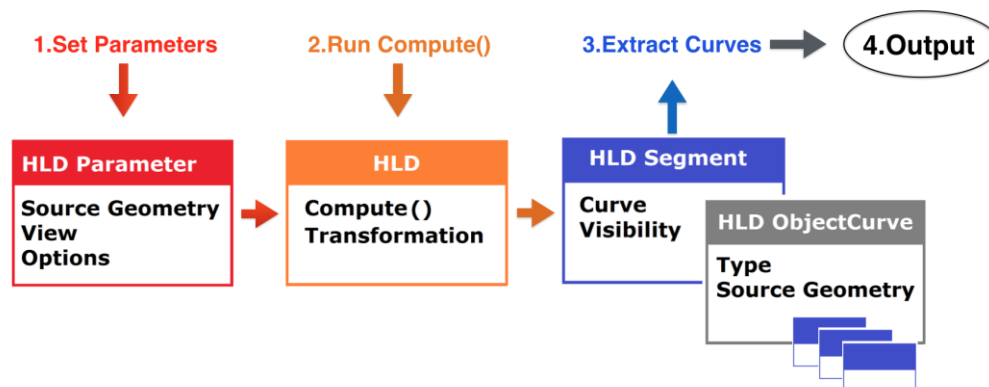 1.Set Parameters
2.Run Compute()
3.Extract Curves
4.Output
HLD Parameter
Source Geometry
View
Options
HLD
Compute()
Transformation
HLD Segment
Curve
Visibility
HLD ObjectCurve
Type
Source Geometry